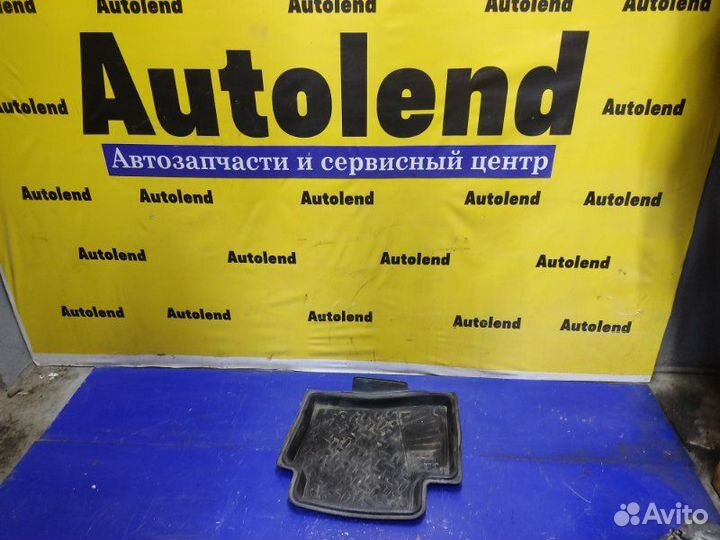 Autolend Autolend Autolend Autolend
Autolend
Autolend Autolend
Автозапчасти и сервисный центр
Autolend Autolend Autolend Autolend Autolend
Autolend Autolend Autolend Autolend
Autolend Autolend Autolend Autolend Autolend
Avito